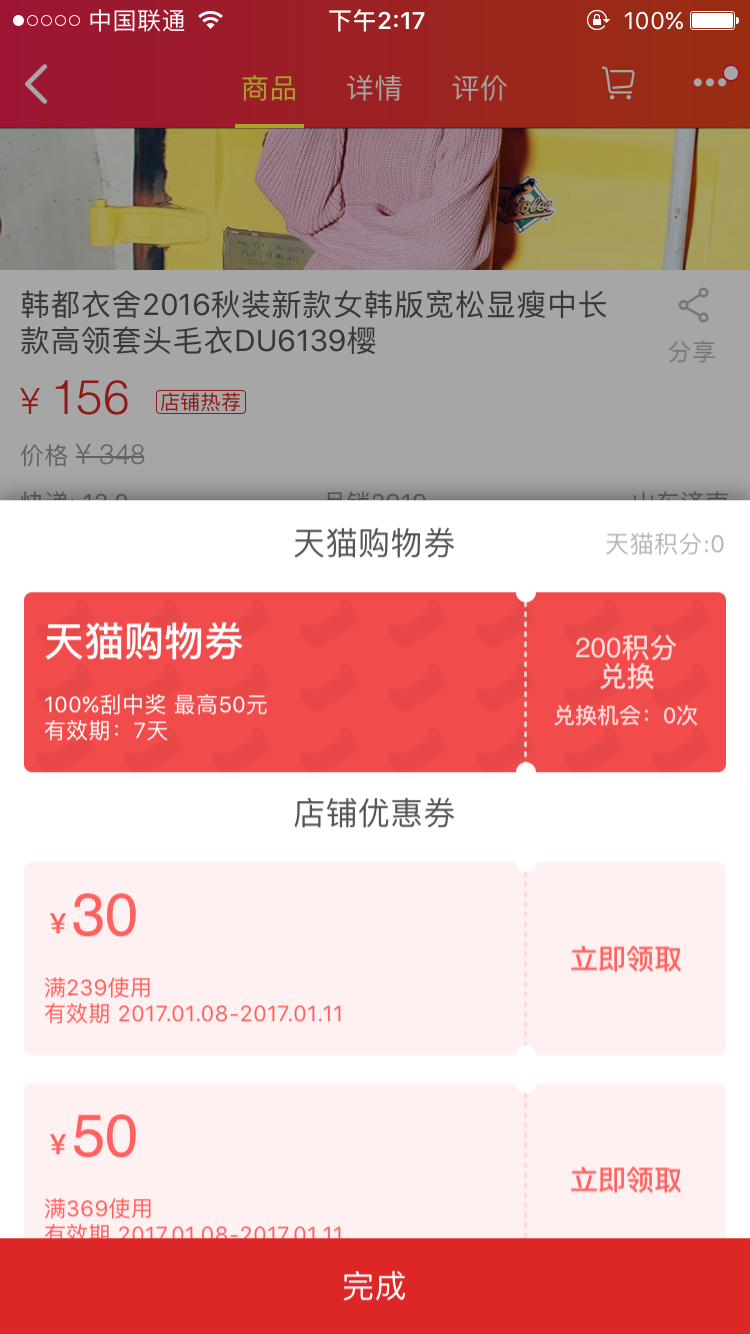 中国联通
下午2:17
100%
商品
详情
评价
韩都衣舍2016秋装新款女韩版宽松显瘦中长
款高领套头毛衣DU6139樱
分享
¥ 156
店铺热荐
价格 ¥ 348
天猫购物券
天猫积分:0
天猫购物券
100%刮中奖 最高50元
有效期：7天
200积分
兑换
兑换机会：0次
店铺优惠券
¥30
满239使用
有效期 2017.01.08-2017.01.11
立即领取
¥50
满369使用
有效期 2017.01.08-2017.01.11
立即领取
完成